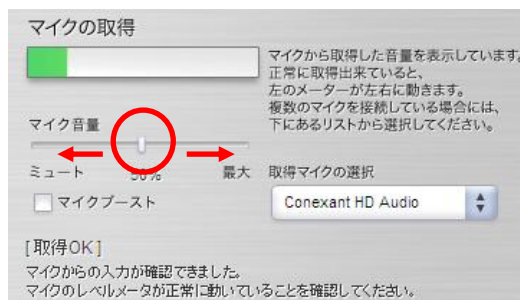 マイクの取得
マイクから取得した音量を表示しています。
正常に取得出来ていると、
左のメーターが左右に動きます。
複数のマイクを接続している場合には、
下にあるリストから選択してください。
マイク音量
ミュート 50% 最大
取得マイクの選択
マイクブースト
Conexant HD Audio
[取得OK]
マイクからの入力が確認できました。
マイクのレベルメータが正常に動いていることを確認してください。